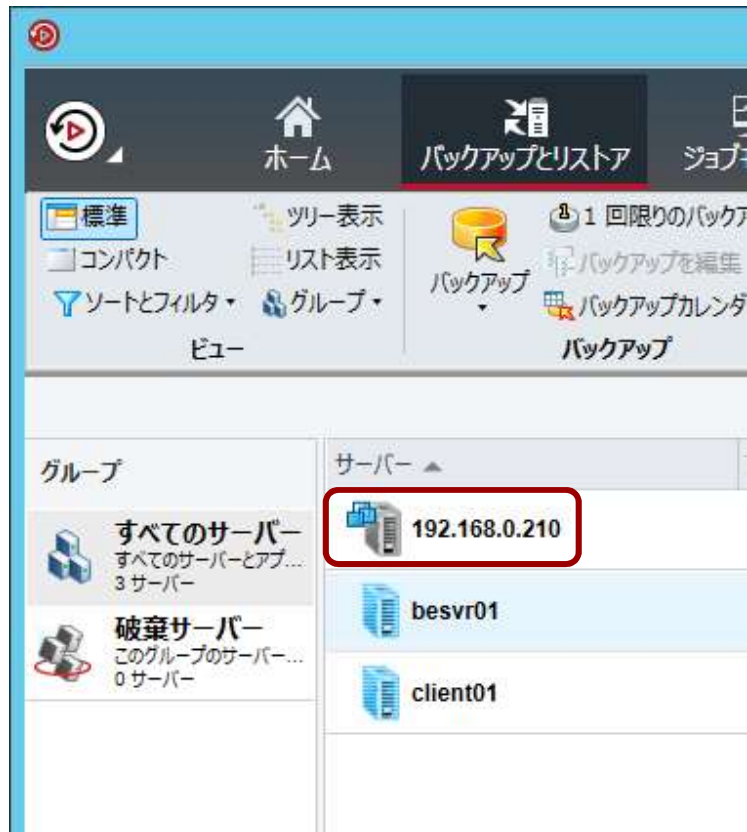 ホーム
バックアップとリストア
ジョブ
標準
ツリー表示
コンパクト
リスト表示
ソートとフィルタ
グループ
ビュー
バックアップ
1 回限りのバックア
バックアップを編集
バックアップカレンダ
バックアップ
グループ
サーバー
すべてのサーバー
すべてのサーバーとアプ...
3 サーバー
破棄サーバー
このグループのサーバー...
0 サーバー
192.168.0.210
besvr01
client01